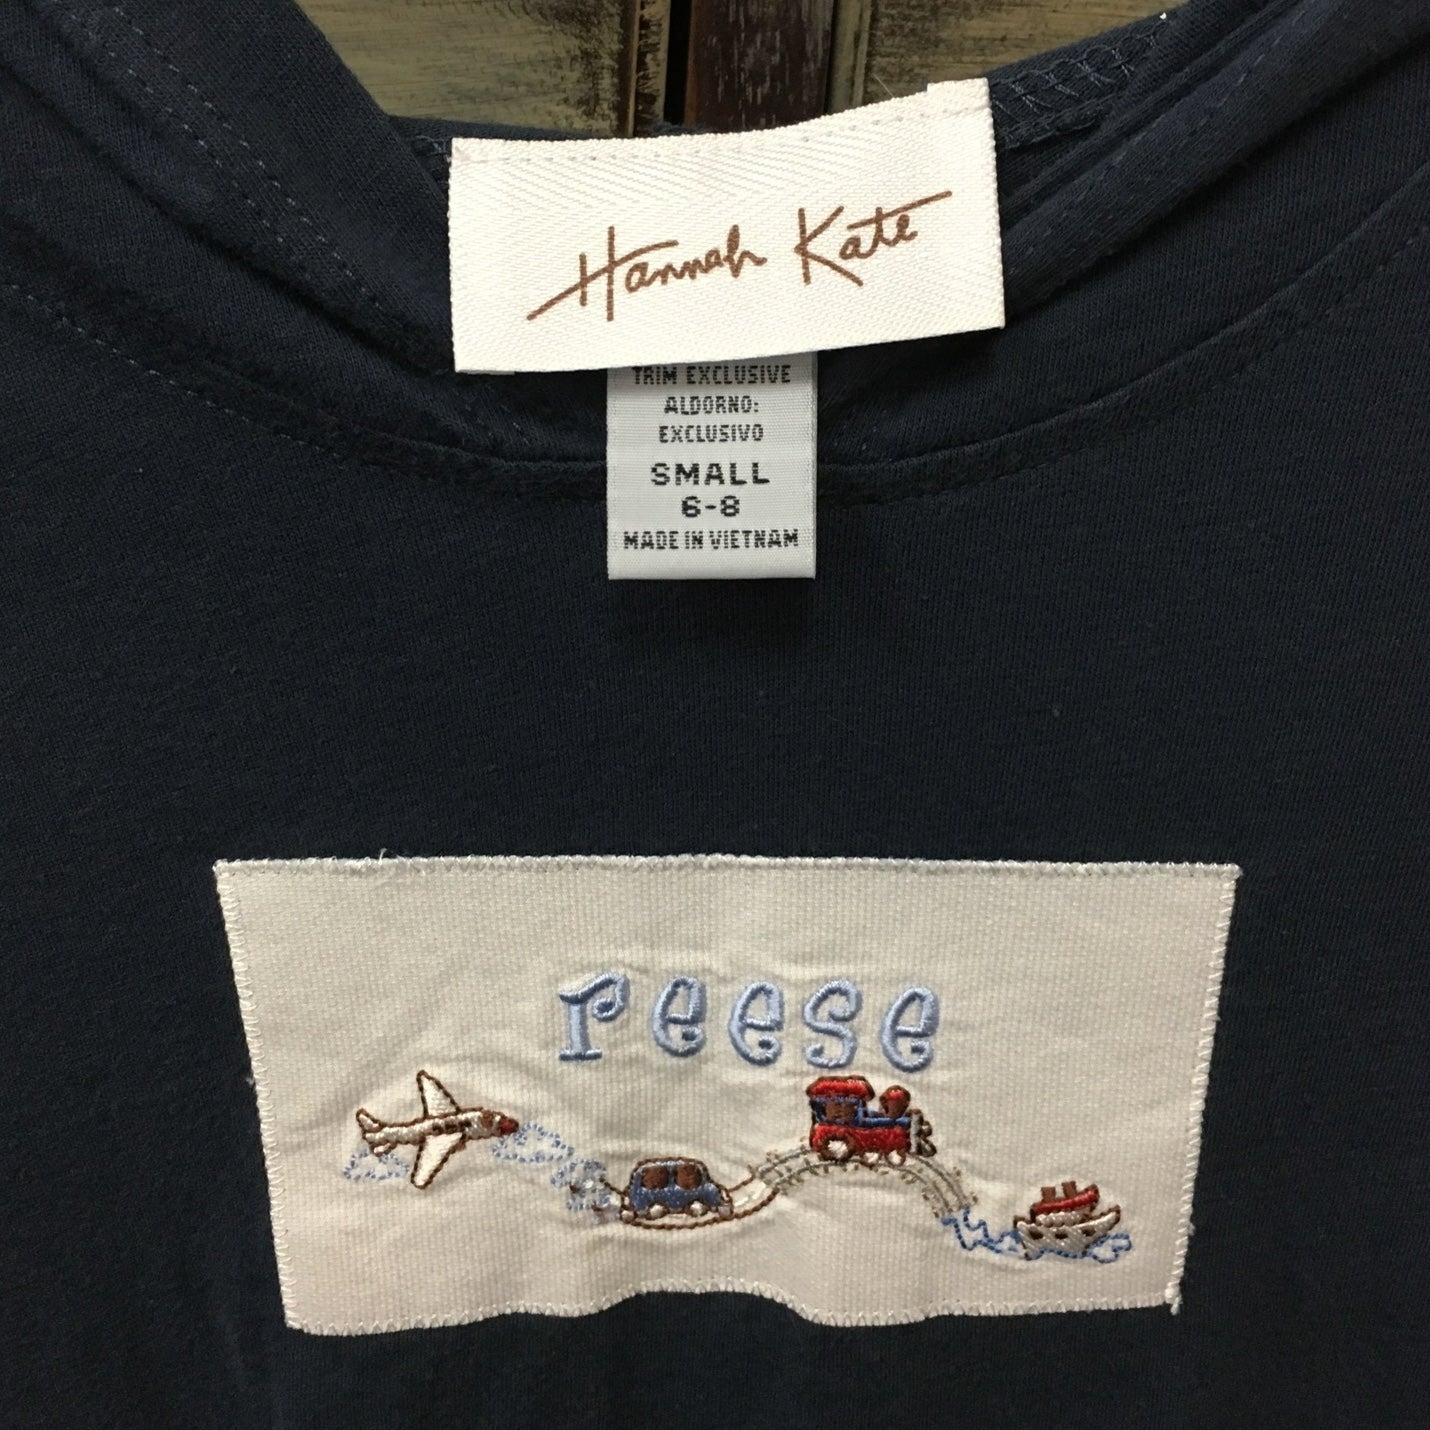 Hannah Kate
TRIM EXCLUSIVE
ALDORNO:
EXCLUSIVO
SMALL
6-8
MADE IN VIETNAM
reese